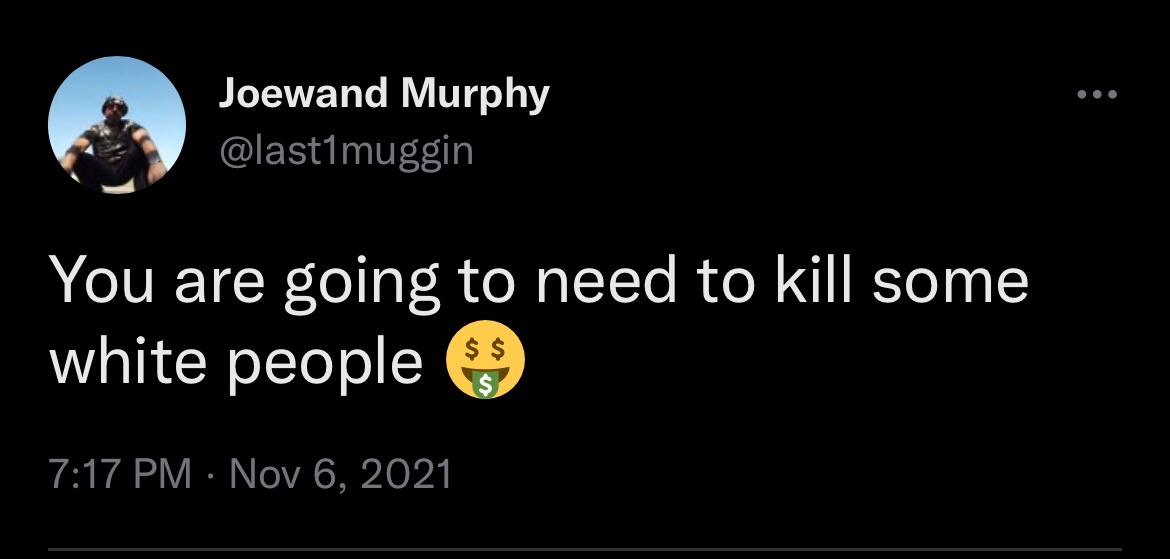 Joewand Murphy
@last1muggin
You are going to need to kill some
white people 🤑
7:17 PM · Nov 6, 2021